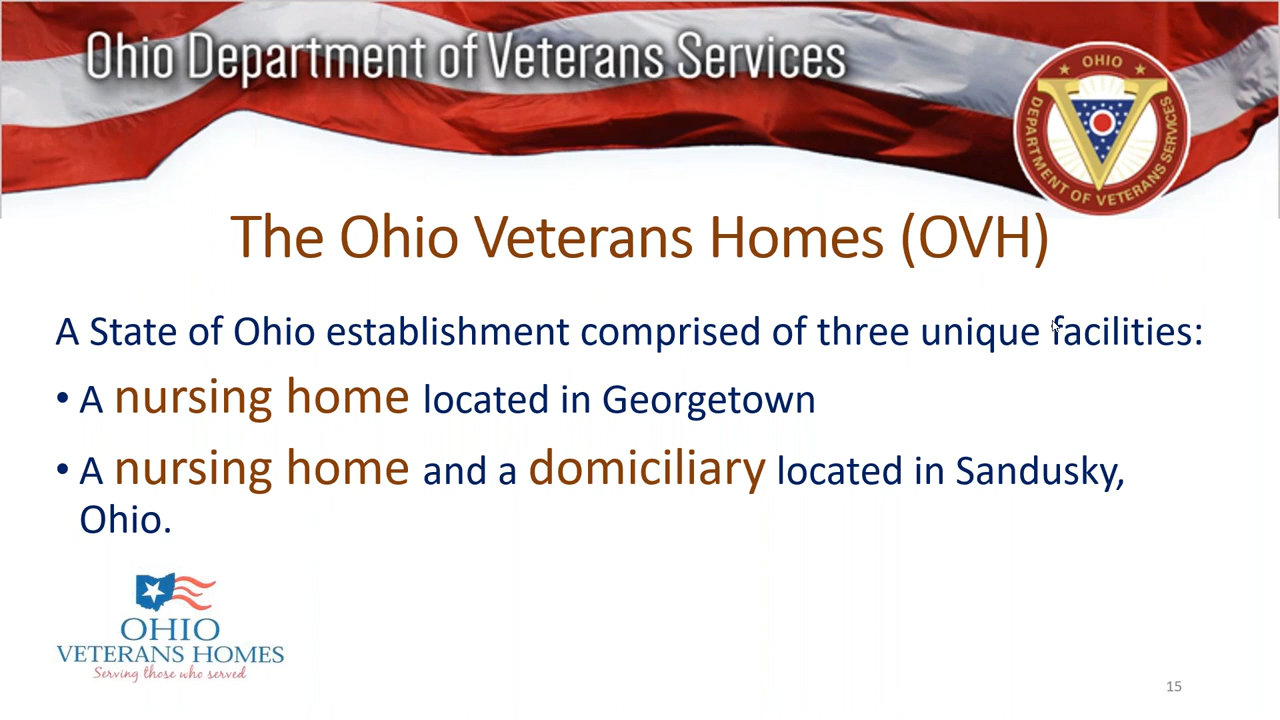 Ohio Department of Veterans Services
OHIO
DEPARTMENT OF VETERANS SERVICES
The Ohio Veterans Homes (OVH)
A State of Ohio establishment comprised of three unique facilities:
• A nursing home located in Georgetown
• A nursing home and a domiciliary located in Sandusky,
Ohio.
OHIO
VETERANS HOMES
Serving those who served
15